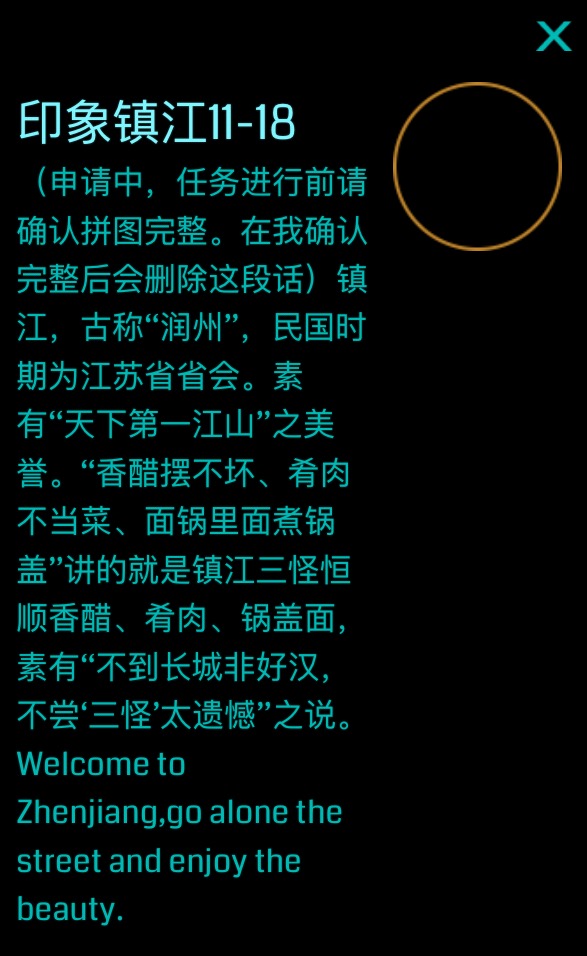 印象镇江11-18
（申请中，任务进行前请
确认拼图完整。在我确认
完整后会删除这段话）镇
江，古称“润州”，民国时
期为江苏省省会。素
有“天下第一江山”之美
誉。“香醋摆不坏、肴肉
不当菜、面锅里面煮锅
盖”讲的就是镇江三怪恒
顺香醋、肴肉、锅盖面，
素有“不到长城非好汉，
不尝‘三怪’太遗憾”之说。
Welcome to
Zhenjiang,go alone the
street and enjoy the
beauty.